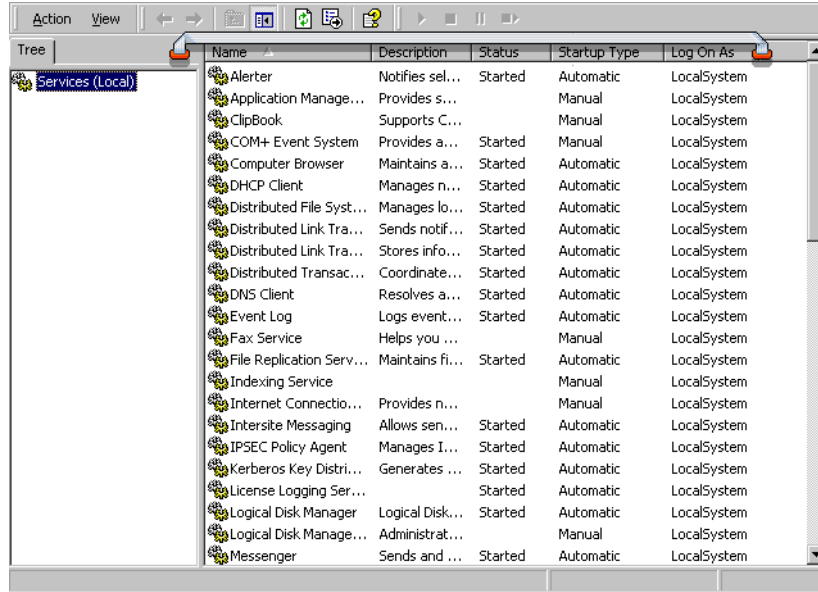 Action View
Tree
Services (Local)
Name Description Status Startup Type Log On As
Alerter Notifies sel... Started Automatic LocalSystem
Application Manage... Provides s... Manual LocalSystem
ClipBook Supports C... Manual LocalSystem
COM+ Event System Provides a... Started Manual LocalSystem
Computer Browser Maintains a... Started Automatic LocalSystem
DHCP Client Manages n... Started Automatic LocalSystem
Distributed File Syst... Manages lo... Started Automatic LocalSystem
Distributed Link Tra... Sends notif... Started Automatic LocalSystem
Distributed Link Tra... Stores info... Started Automatic LocalSystem
Distributed Transac... Coordinate... Started Automatic LocalSystem
DNS Client Resolves a... Started Automatic LocalSystem
Event Log Logs event... Started Automatic LocalSystem
Fax Service Helps you ... Manual LocalSystem
File Replication Serv... Maintains fi... Started Automatic LocalSystem
Indexing Service Manual LocalSystem
Internet Connectio... Provides n... Manual LocalSystem
Intersite Messaging Allows sen... Started Automatic LocalSystem
IPSEC Policy Agent Manages I... Started Automatic LocalSystem
Kerberos Key Distri... Generates ... Started Automatic LocalSystem
License Logging Ser... Started Automatic LocalSystem
Logical Disk Manager Logical Disk... Started Automatic LocalSystem
Logical Disk Manage... Administrat... Manual LocalSystem
Messenger Sends and ... Started Automatic LocalSystem